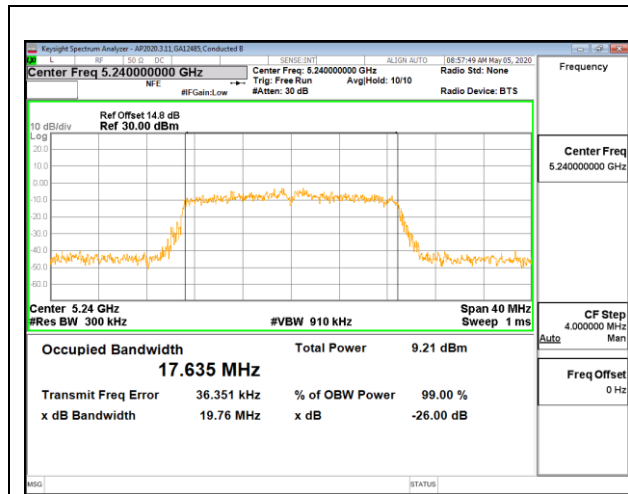 Keysight Spectrum Analyzer - AP2020.3.11,GA12485,Conducted B
L RF 50 Ω DC SENSE:INT ALIGN AUTO 08:57:49 AM May 05, 2020
Center Freq 5.240000000 GHz Center Freq: 5.240000000 GHz Radio Std: None Frequency
NFE Trig: Free Run Avg|Hold: 10/10
#IFGain:Low #Atten: 30 dB Radio Device: BTS
Ref Offset 14.8 dB
10 dB/div Ref 30.00 dBm
Log
20.0
10.0
0.00
-10.0
-20.0
-30.0
-40.0
-50.0
-60.0
Center Freq
5.240000000 GHz
Center 5.24 GHz Span 40 MHz
#Res BW 300 kHz #VBW 910 kHz Sweep 1 ms
CF Step
4.000000 MHz
Auto Man
Occupied Bandwidth Total Power 9.21 dBm
17.635 MHz
Transmit Freq Error 36.351 kHz % of OBW Power 99.00 %
x dB Bandwidth 19.76 MHz x dB -26.00 dB
Freq Offset
0 Hz
MSG STATUS